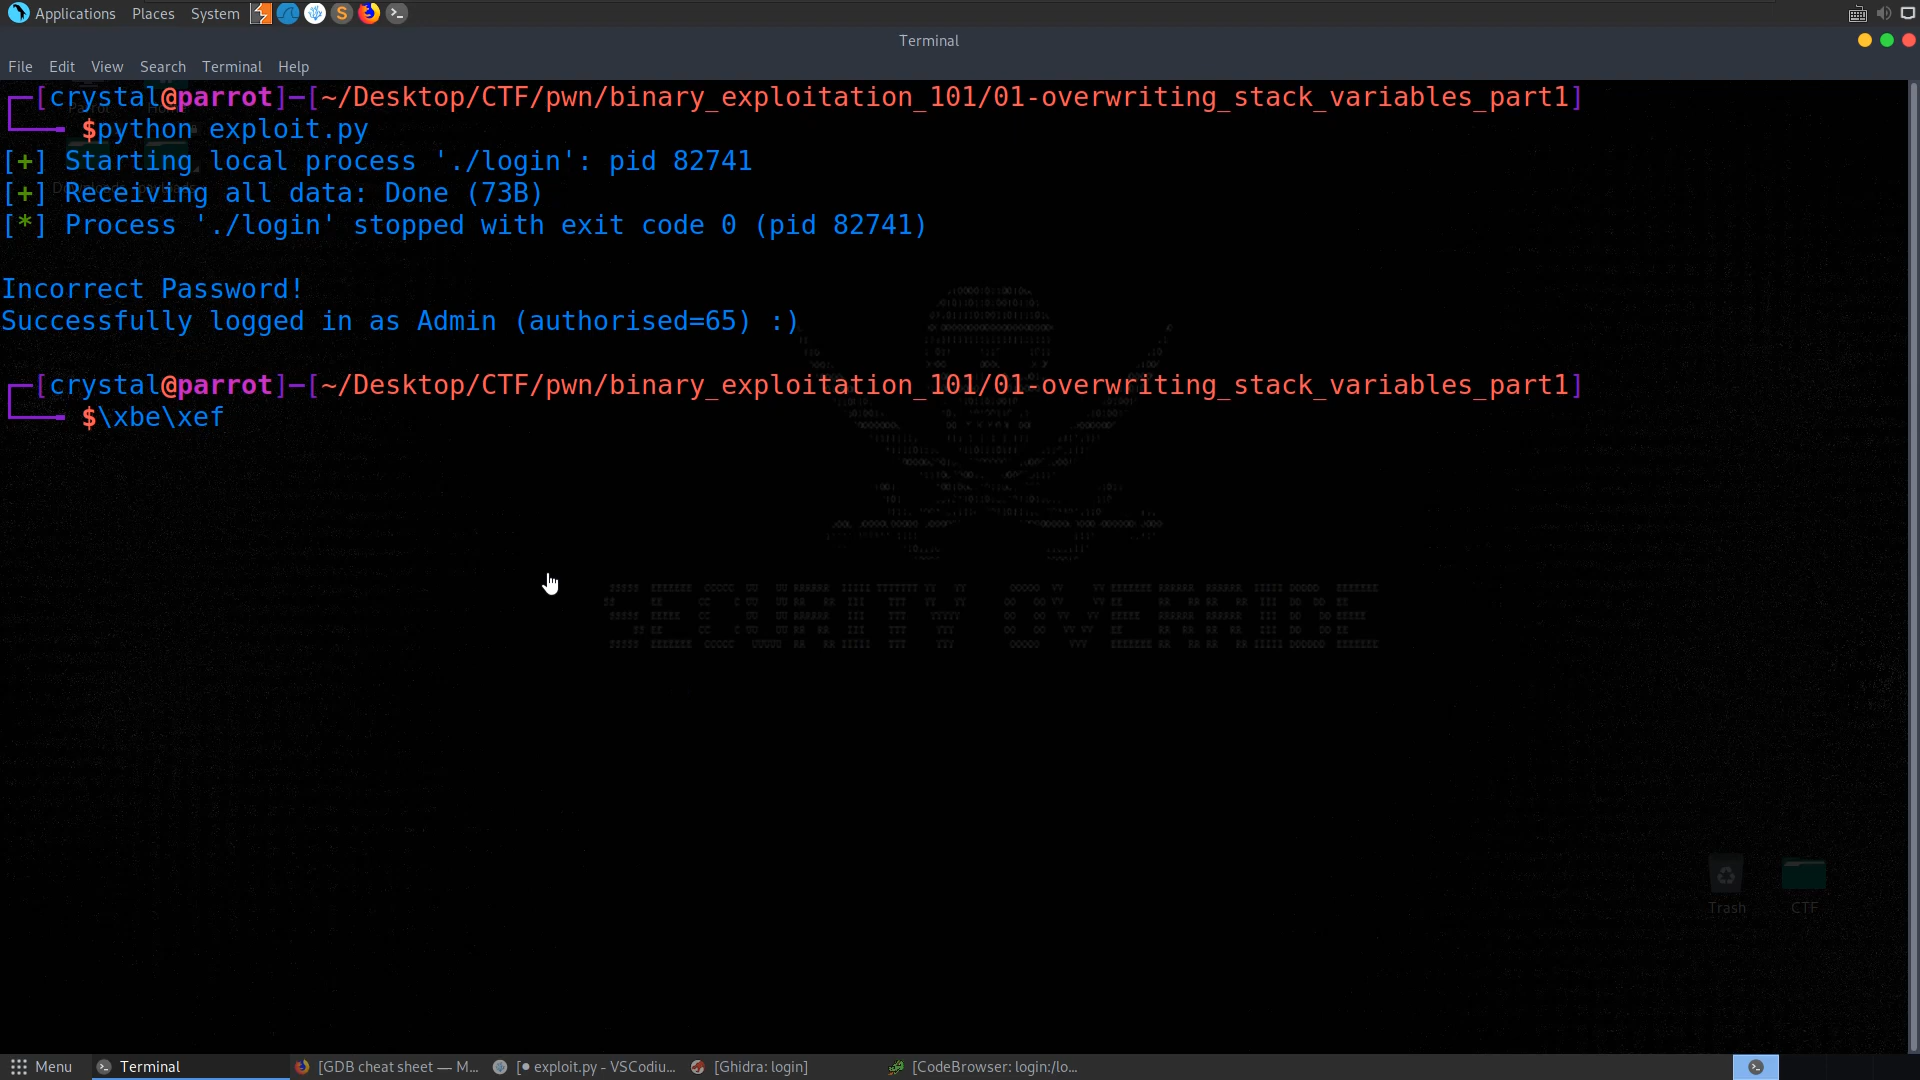 Applications Places System
Terminal
File Edit View Search Terminal Help
┌─[crystal@parrot]─[~/Desktop/CTF/pwn/binary_exploitation_101/01-overwriting_stack_variables_part1]
└──╼ $python exploit.py
[+] Starting local process './login': pid 82741
[+] Receiving all data: Done (73B)
[*] Process './login' stopped with exit code 0 (pid 82741)
Incorrect Password!
Successfully logged in as Admin (authorised=65) :)
┌─[crystal@parrot]─[~/Desktop/CTF/pwn/binary_exploitation_101/01-overwriting_stack_variables_part1]
└──╼ $\xbe\xef
Trash CTF
Menu Terminal [GDB cheat sheet — M... [● exploit.py - VSCodiu... [Ghidra: login] [CodeBrowser: login:/lo...